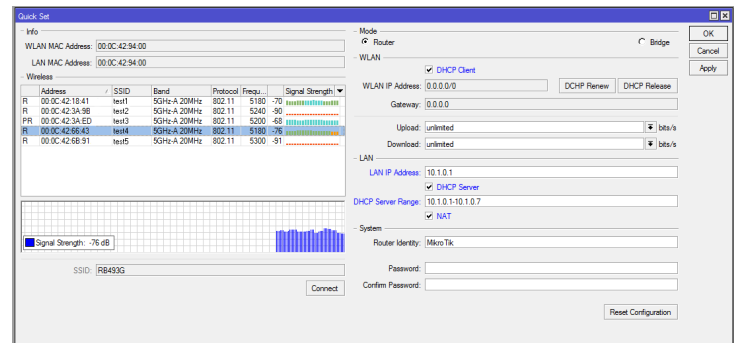 Quick Set
Info
WLAN MAC Address: 00:0C:42:94:00
LAN MAC Address: 00:0C:42:94:00
Wireless
Address / SSID Band Protocol Frequ... Signal Strength
R 00:0C:42:18:41 test1 5GHz-A 20MHz 802.11 5180 -70
R 00:0C:42:3A:9B test2 5GHz-A 20MHz 802.11 5240 -90
PR 00:0C:42:3A:ED test3 5GHz-A 20MHz 802.11 5200 -68
R 00:0C:42:66:43 test4 5GHz-A 20MHz 802.11 5180 -76
R 00:0C:42:6B:91 test5 5GHz-A 20MHz 802.11 5300 -91
Signal Strength: -76 dB
SSID: RB493G
Connect
Mode
Router Bridge
WLAN
DHCP Client
WLAN IP Address: 0.0.0.0/0 DCHP Renew DHCP Release
Gateway: 0.0.0.0
Upload: unlimited bits/s
Download: unlimited bits/s
LAN
LAN IP Address: 10.1.0.1
DHCP Server
DHCP Server Range: 10.1.0.1-10.1.0.7
NAT
System
Router Identity: MikroTik
Password:
Confirm Password:
Reset Configuration
OK
Cancel
Apply